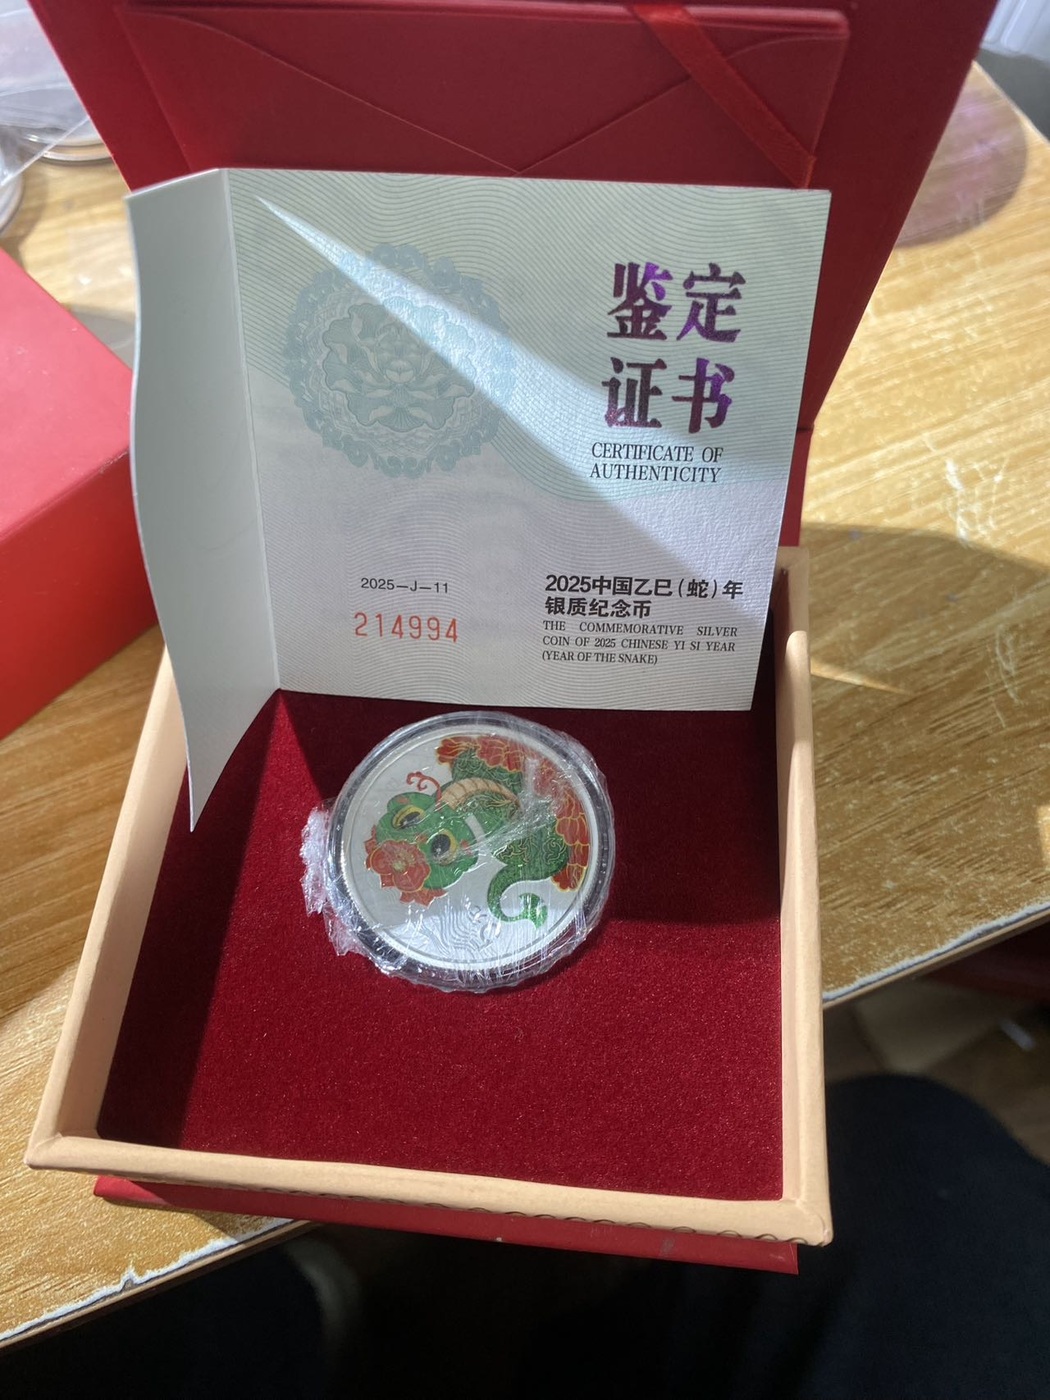 鉴定
证书
CERTIFICATE OF
AUTHENTICITY
2025—J—11
214994
2025中国乙巳（蛇）年
银质纪念币
THE COMMEMORATIVE SILVER
COIN OF 2025 CHINESE YI SI YEAR
(YEAR OF THE SNAKE)